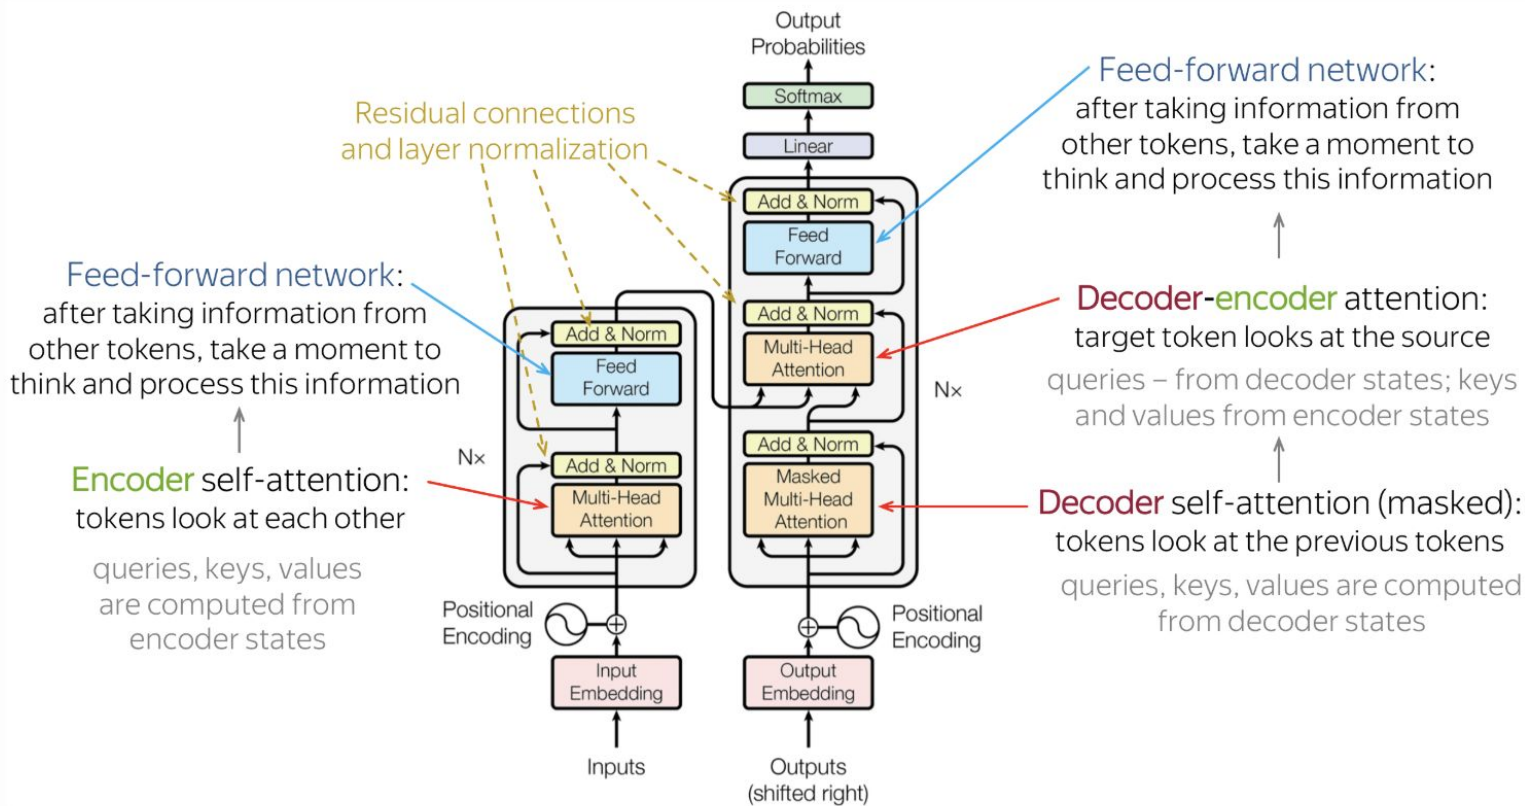 Output
Probabilities
Softmax
Linear
Add & Norm
Feed
Forward
Add & Norm
Multi-Head
Attention
Nx
Add & Norm
Masked
Multi-Head
Attention
Positional
Encoding
Output
Embedding
Outputs
(shifted right)
Residual connections
and layer normalization
Add & Norm
Feed
Forward
Nx
Add & Norm
Multi-Head
Attention
Positional
Encoding
Input
Embedding
Inputs
Feed-forward network:
after taking information from
other tokens, take a moment to
think and process this information
Encoder self-attention:
tokens look at each other
queries, keys, values
are computed from
encoder states
Feed-forward network:
after taking information from
other tokens, take a moment to
think and process this information
Decoder-encoder attention:
target token looks at the source
queries – from decoder states; keys
and values from encoder states
Decoder self-attention (masked):
tokens look at the previous tokens
queries, keys, values are computed
from decoder states